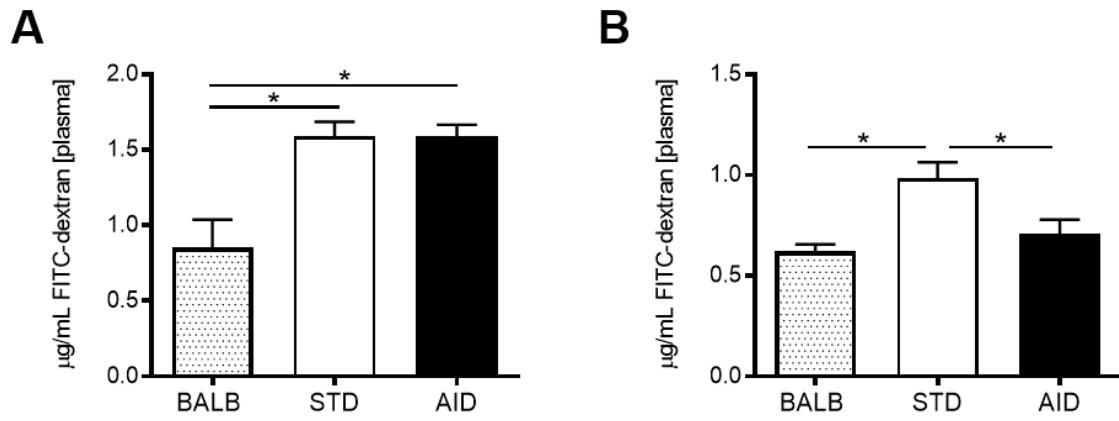 A
µg/mL FITC-dextran [plasma]
2.0
1.5
1.0
0.5
0.0
*
*
BALB STD AID
B
µg/mL FITC-dextran [plasma]
1.5
1.0
0.5
0.0
* *
BALB STD AID